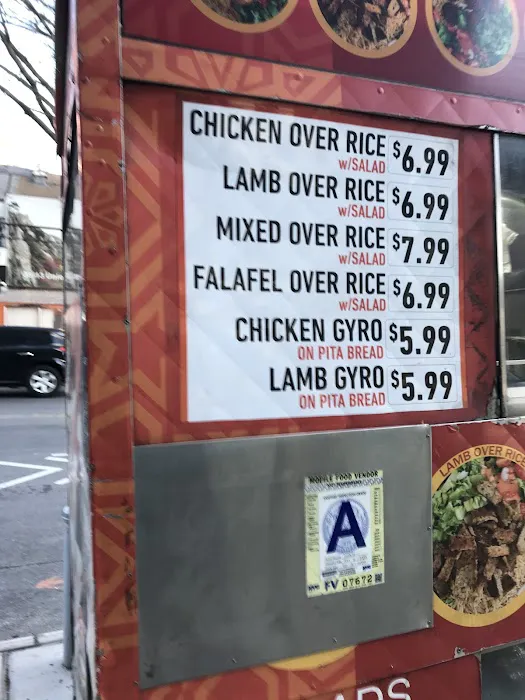 CHICKEN OVER RICE $6.99
w/SALAD
LAMB OVER RICE $6.99
w/SALAD
MIXED OVER RICE $7.99
w/SALAD
FALAFEL OVER RICE $6.99
w/SALAD
CHICKEN GYRO $5.99
ON PITA BREAD
LAMB GYRO $5.99
ON PITA BREAD
MOBILE FOOD VENDOR
A
FV 07672
LAMB OVER RICE